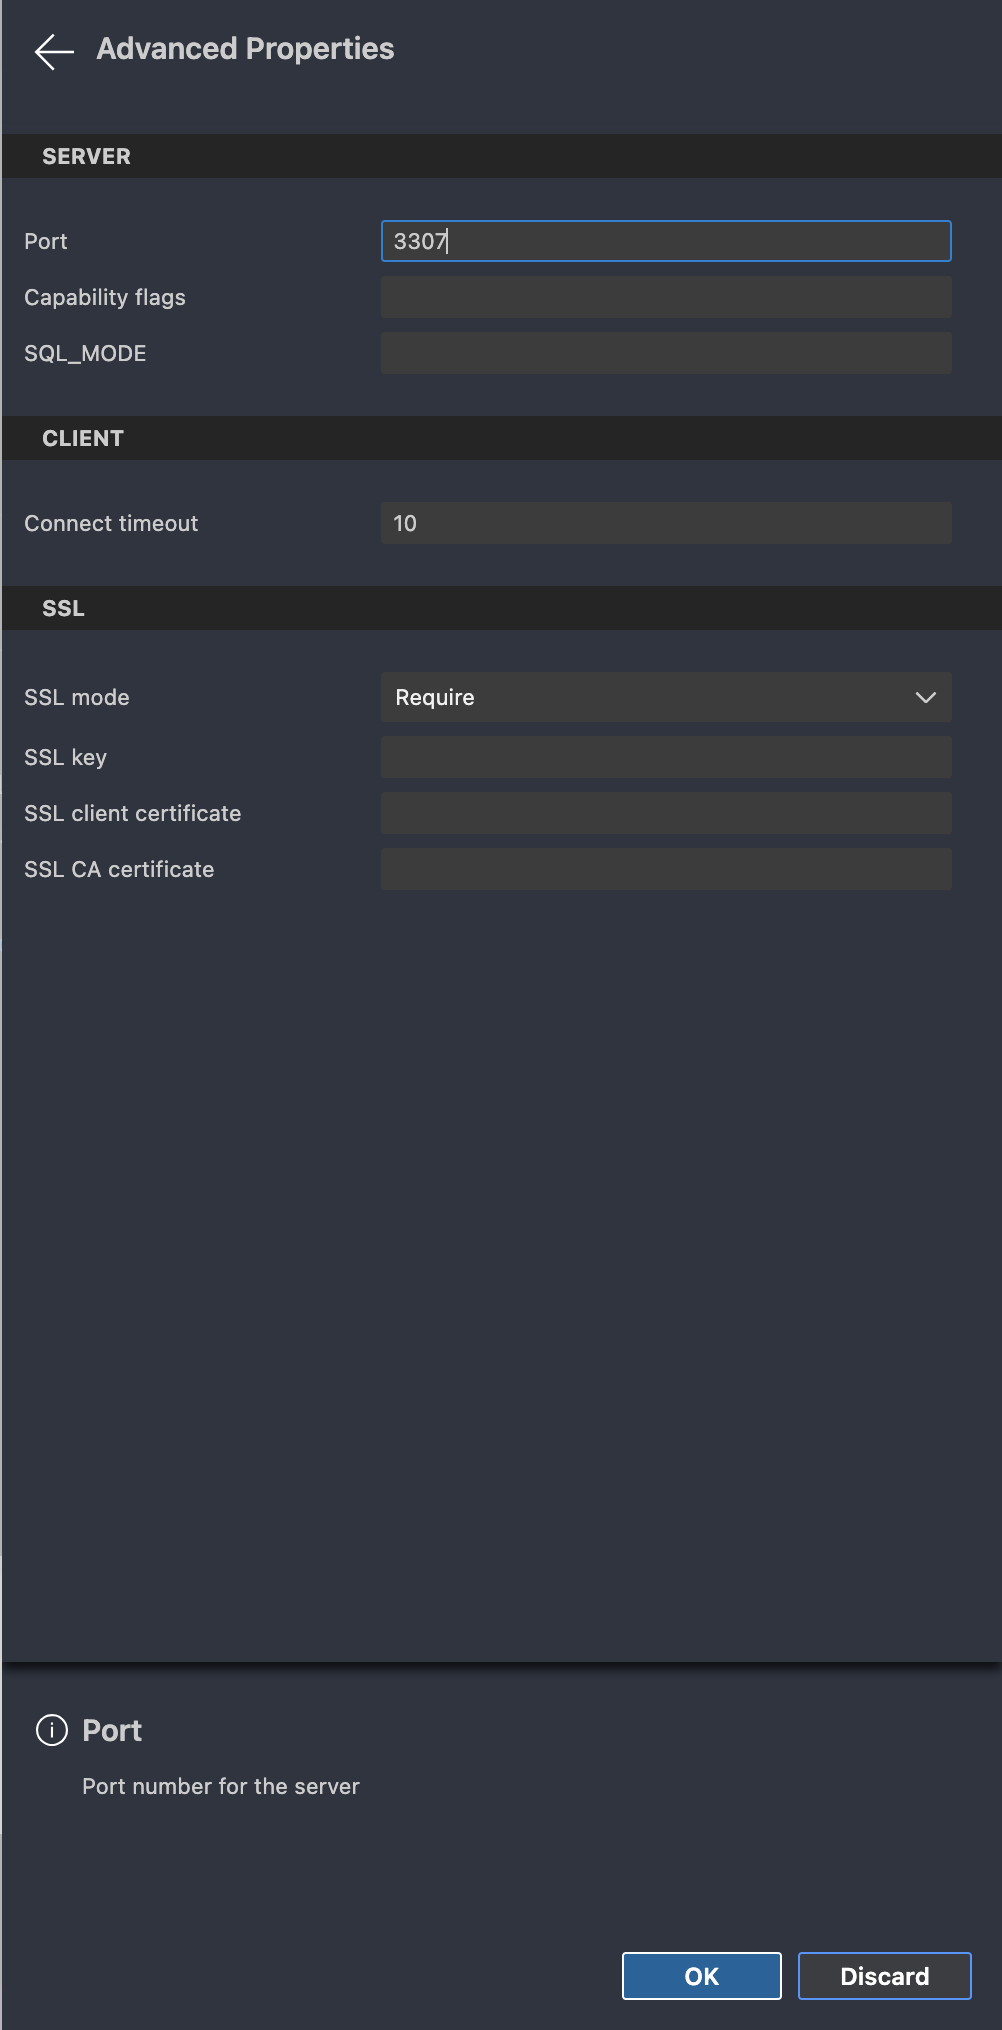 Advanced Properties
SERVER
Port 3307
Capability flags
SQL_MODE
CLIENT
Connect timeout 10
SSL
SSL mode Require
SSL key
SSL client certificate
SSL CA certificate
Port
Port number for the server
OK Discard